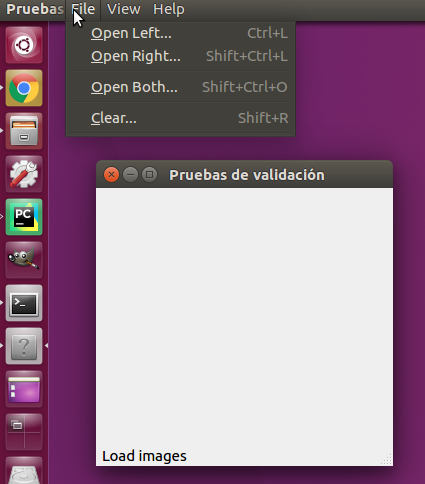 Pruebas File View Help
Open Left... Ctrl+L
Open Right... Shift+Ctrl+L
Open Both... Shift+Ctrl+O
Clear... Shift+R
PC
>_
?
Pruebas de validación
Load images